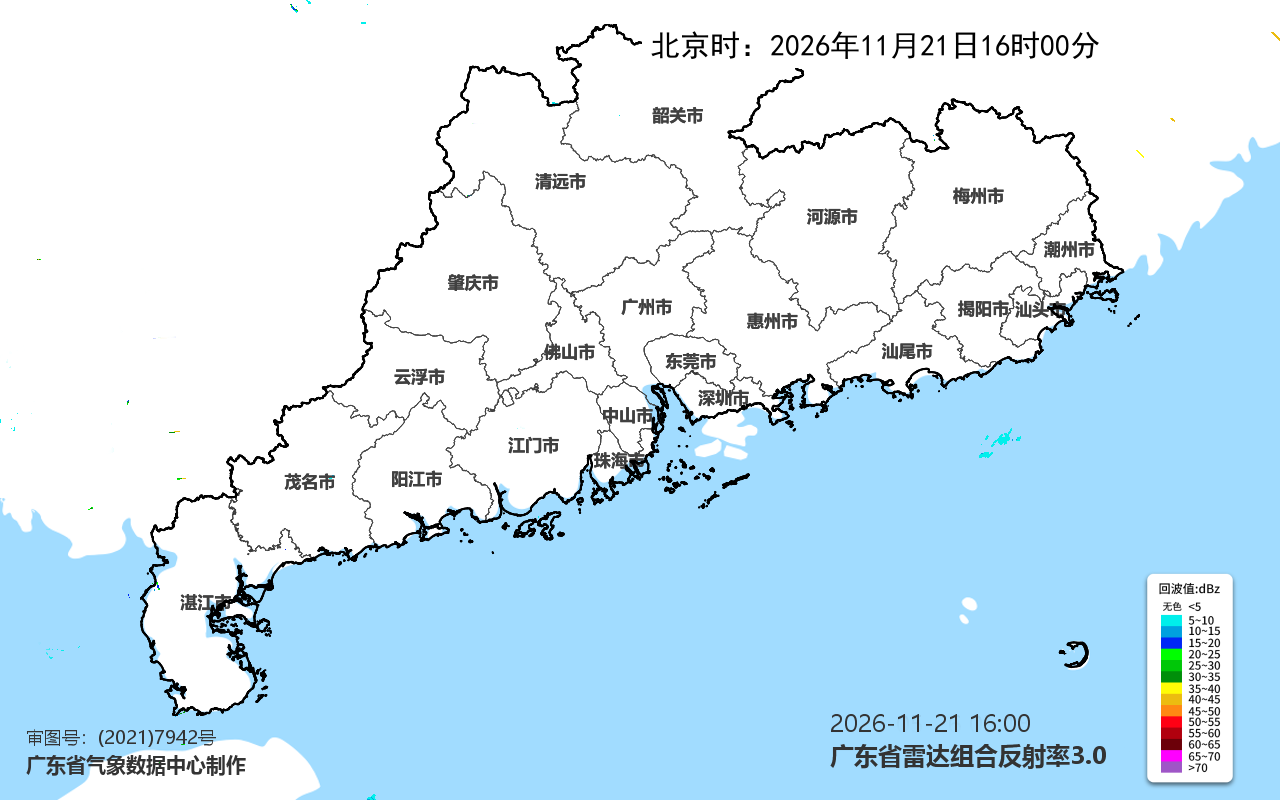 北京时：2026年11月21日16时00分
韶关市
清远市
梅州市
河源市
潮州市
肇庆市
广州市
揭阳市
汕头市
惠州市
佛山市
汕尾市
东莞市
云浮市
深圳市
中山市
江门市
珠海市
阳江市
茂名市
湛江市
回波值:dBz
无色 <5
5~10
10~15
15~20
20~25
25~30
30~35
35~40
40~45
45~50
50~55
55~60
60~65
65~70
>70
2026-11-21 16:00
广东省雷达组合反射率3.0
审图号：(2021)7942号
广东省气象数据中心制作